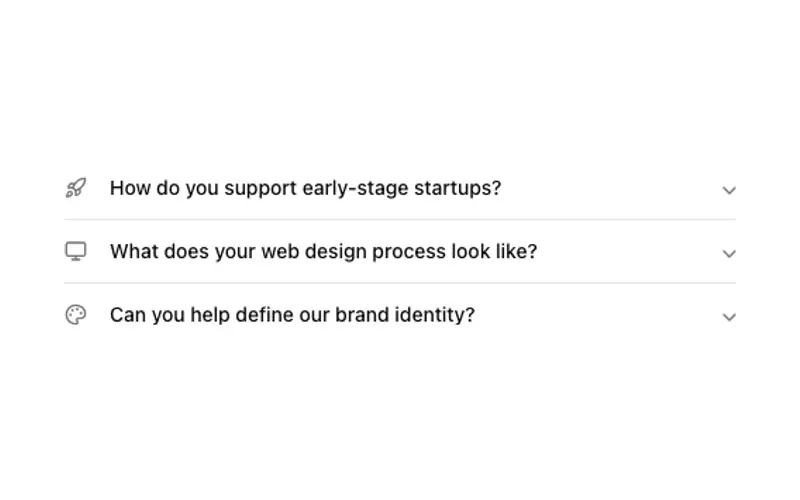 How do you support early-stage startups?
What does your web design process look like?
Can you help define our brand identity?